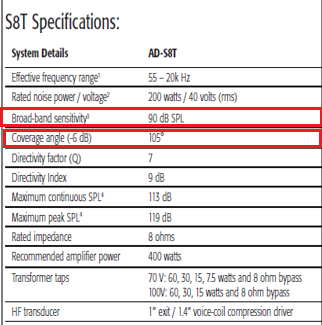 S8T Specifications:
System Details AD-S8T
Effective frequency range¹ 55 – 20k Hz
Rated noise power / voltage² 200 watts / 40 volts (rms)
Broad-band sensitivity³ 90 dB SPL
Coverage angle (-6 dB) 105°
Directivity factor (Q) 7
Directivity Index 9 dB
Maximum continuous SPL⁴ 113 dB
Maximum peak SPL⁴ 119 dB
Rated impedance 8 ohms
Recommended amplifier power 400 watts
Transformer taps 70 V: 60, 30, 15, 7.5 watts and 8 ohm bypass
100V: 60, 30, 15 watts and 8 ohm bypass
HF transducer 1" exit / 1.4" voice-coil compression driver